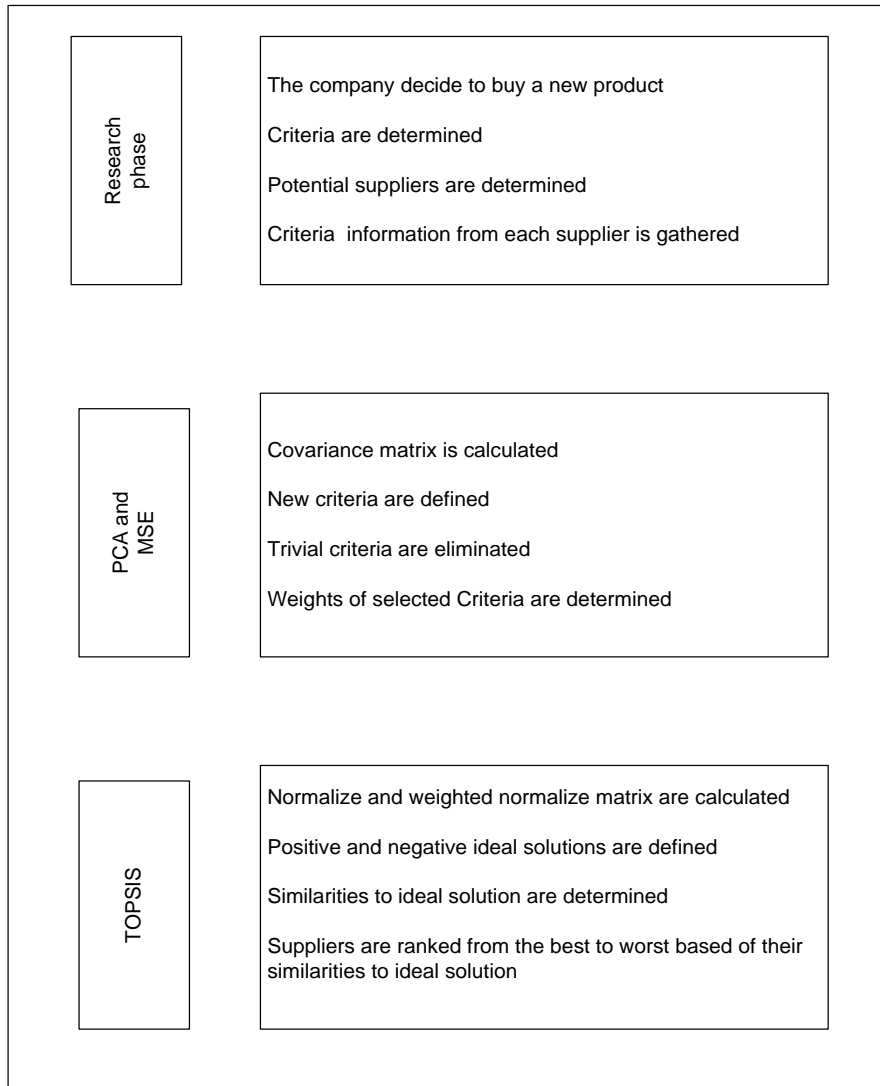 Research
phase
The company decide to buy a new product
Criteria are determined
Potential suppliers are determined
Criteria  information from each supplier is gathered
PCA and
MSE
Covariance matrix is calculated
New criteria are defined
Trivial criteria are eliminated
Weights of selected Criteria are determined
TOPSIS
Normalize and weighted normalize matrix are calculated
Positive and negative ideal solutions are defined
Similarities to ideal solution are determined
Suppliers are ranked from the best to worst based of their
similarities to ideal solution